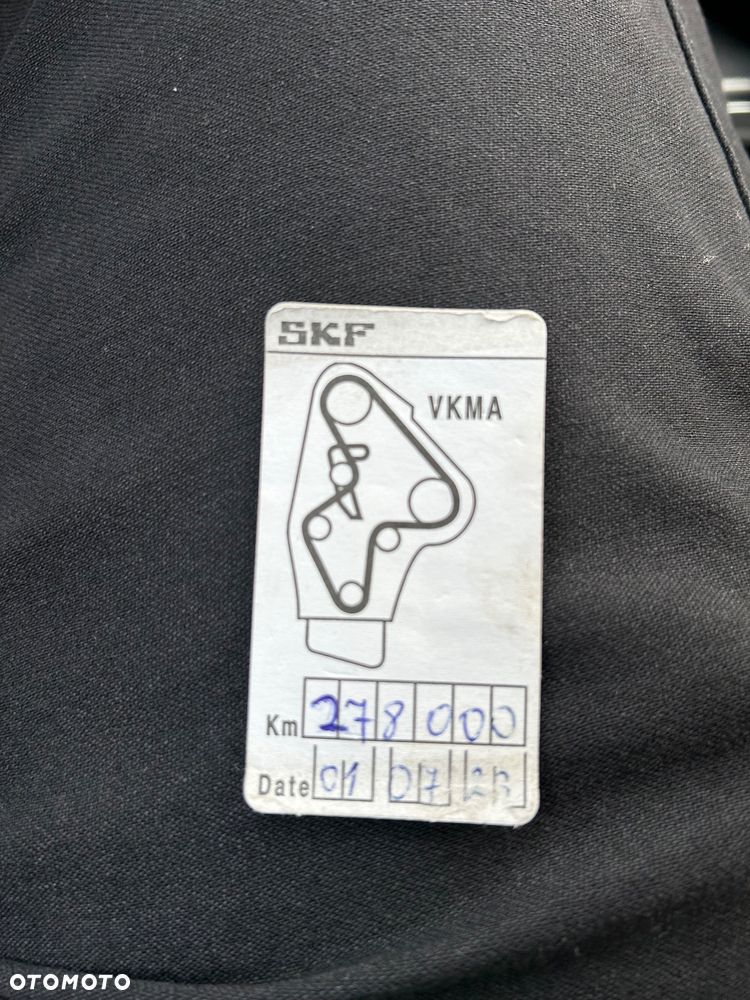 SKF
VKMA
Km 278000
Date 01 07
OTOMOTO